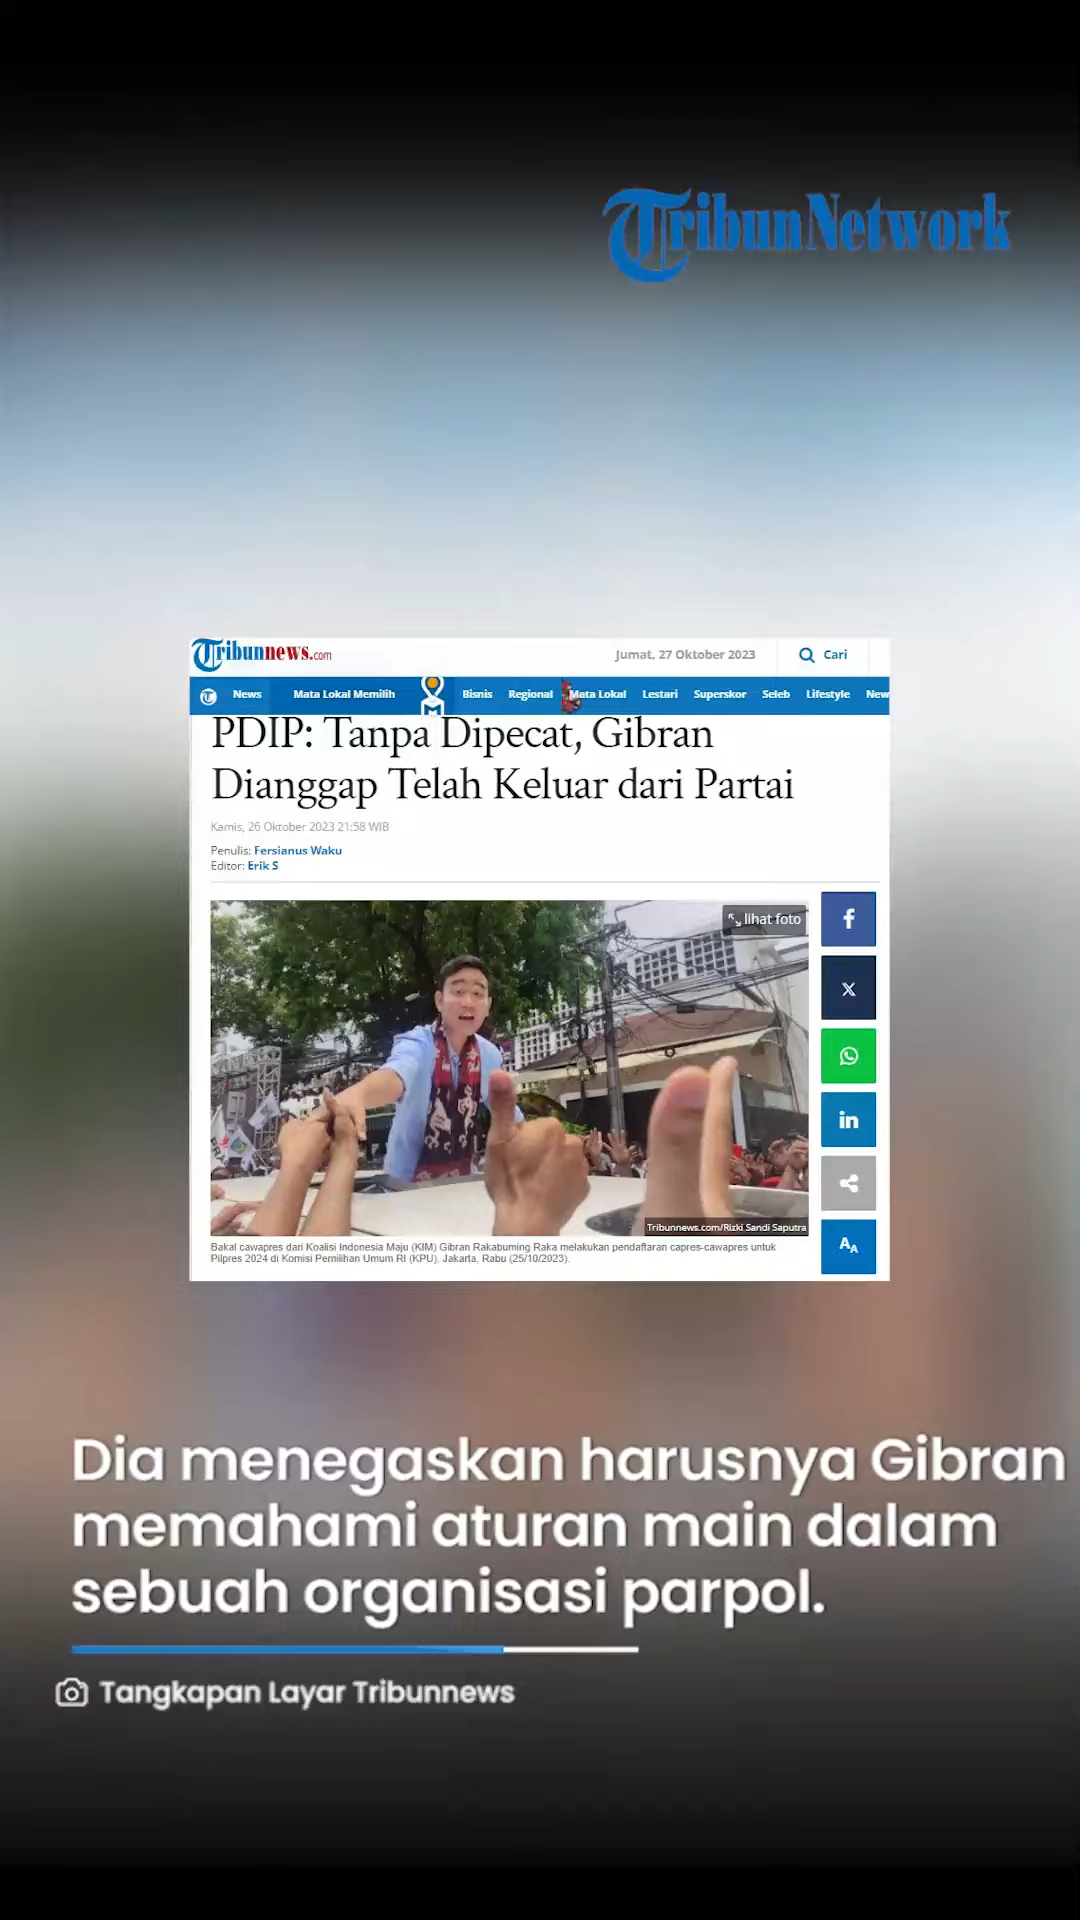 TribunNetwork
Tribunnews.com
Jumat, 27 Oktober 2023
Cari
News Mata Lokal Memilih Bisnis Regional Mata Lokal Lestari Superskor Seleb Lifestyle New
PDIP: Tanpa Dipecat, Gibran
Dianggap Telah Keluar dari Partai
Kamis, 26 Oktober 2023 21:58 WIB
Penulis: Fersianus Waku
Editor: Erik S
lihat foto
Tribunnews.com/Rizki Sandi Saputra
Bakal cawapres dari Koalisi Indonesia Maju (KIM) Gibran Rakabuming Raka melakukan pendaftaran capres-cawapres untuk
Pilpres 2024 di Komisi Pemilihan Umum RI (KPU), Jakarta, Rabu (25/10/2023).
Dia menegaskan harusnya Gibran
memahami aturan main dalam
sebuah organisasi parpol.
Tangkapan Layar Tribunnews